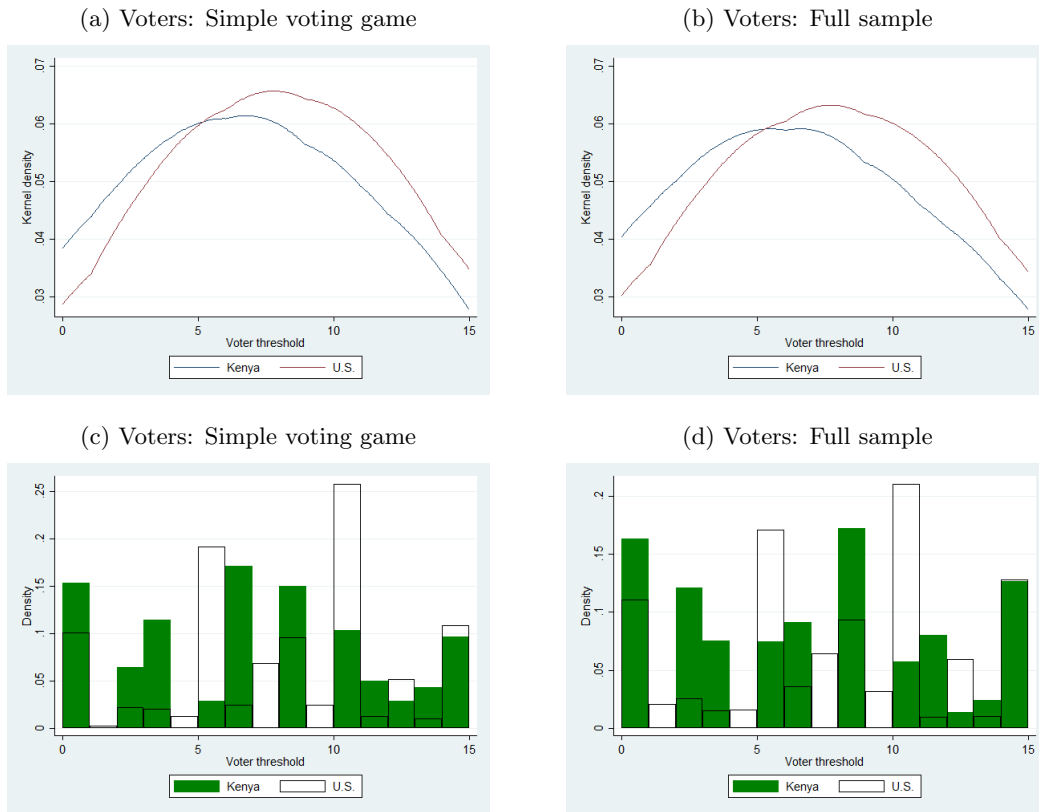 (a) Voters: Simple voting game
.07
.06
.05
.04
.03
Kernel density
0 5 10 15
Voter threshold
Kenya U.S.
(b) Voters: Full sample
.07
.06
.05
.04
.03
Kernel density
0 5 10 15
Voter threshold
Kenya U.S.
(c) Voters: Simple voting game
.25
.2
.15
.1
.05
0
Density
0 5 10 15
Voter threshold
Kenya U.S.
(d) Voters: Full sample
.2
.15
.1
.05
0
Density
0 5 10 15
Voter threshold
Kenya U.S.